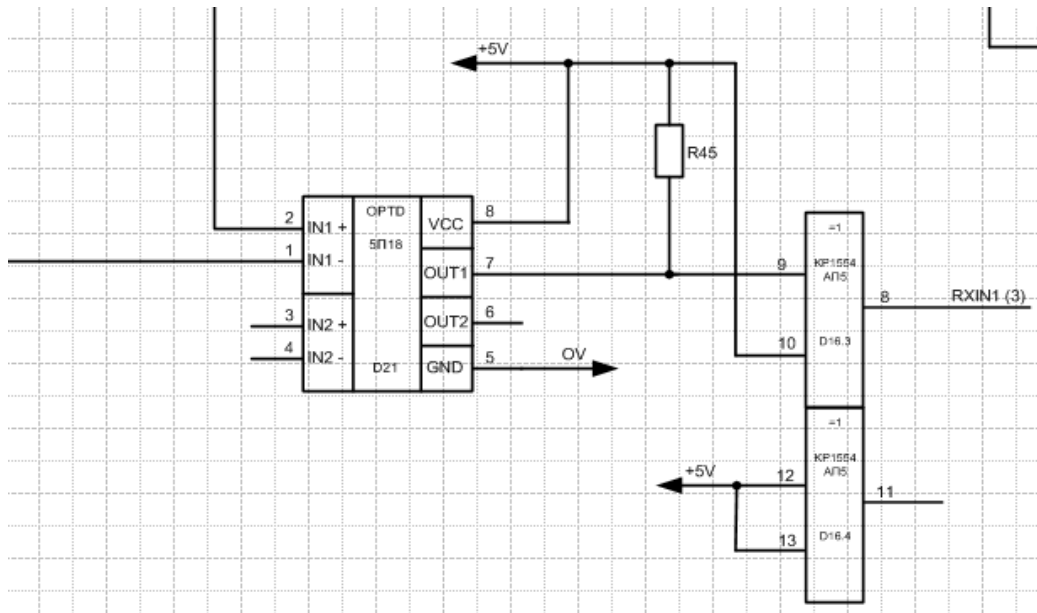 +5V
R45
2
IN1 +
1
IN1 -
3
IN2 +
4
IN2 -
OPTD
5П18
D21
VCC
8
OUT1
7
OUT2
6
GND
5
OV
9
10
=1
КР1554
АП5
D16.3
8
RXIN1 (3)
+5V
12
13
=1
КР1554
АП5
D16.4
11